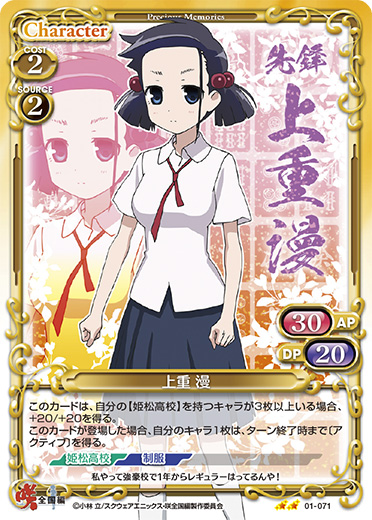 Precious Memories
Character
COST
2
SOURCE
2
先鋒
上重漫
30 AP
DP 20
上重 漫
このカードは、自分の【姫松高校】を持つキャラが3枚以上いる場合、
+20/+20を得る。
このカードが登場した場合、自分のキャラ1枚は、ターン終了時まで【ア
クティブ】を得る。
姫松高校 制服
私やって強豪校で1年からレギュラーはってるんや!
咲 全国編
01-071
©小林 立/スクウェアエニックス・咲全国編製作委員会